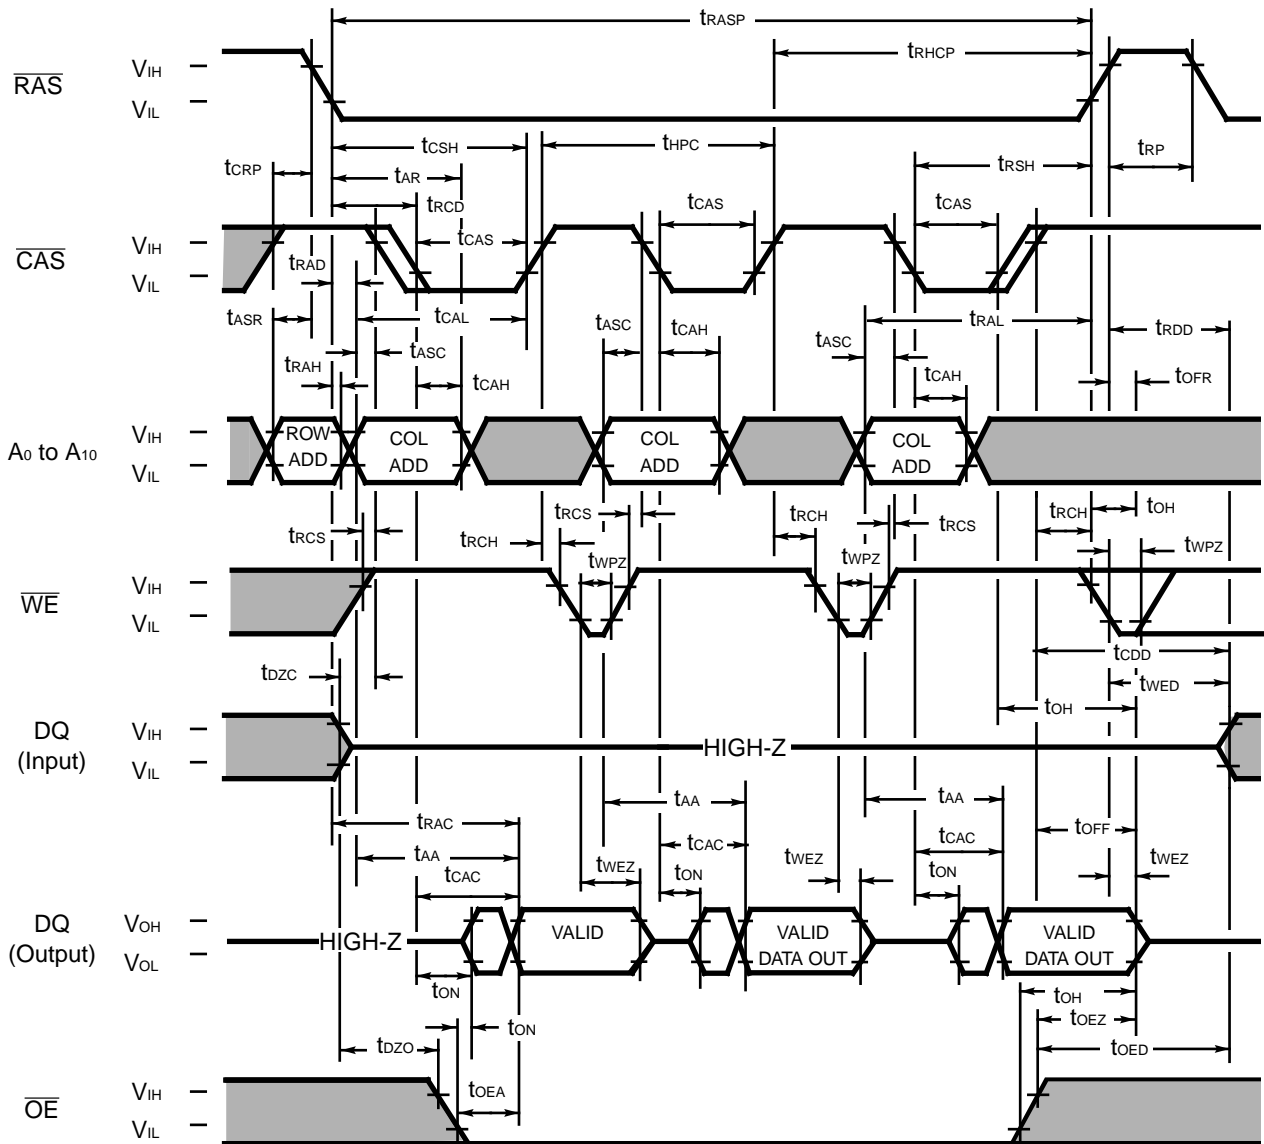 tRASP
tRHCP
RAS
VIH
VIL
tCSH
tHPC
tRP
tCRP
tAR
tRSH
tRCD
tCAS
tCAS
CAS
VIH
VIL
tCAS
tRAD
tASR
tCAL
tASC
tCAH
tRAL
tRDD
tRAH
tASC
tASC
tCAH
tCAH
tOFR
A0 to A10
VIH
VIL
ROW ADD
COL ADD
COL ADD
COL ADD
tRCS
tRCS
tRCH
tRCH
tRCS
tRCH
tOH
tWPZ
tWPZ
tWPZ
WE
VIH
VIL
tCDD
tDZC
tWED
tOH
DQ
(Input)
VIH
VIL
HIGH-Z
tAA
tAA
tRAC
tOFF
tAA
tCAC
tCAC
tCAC
tWEZ
tWEZ
tWEZ
tON
tON
DQ
(Output)
VOH
VOL
HIGH-Z
VALID
VALID
DATA OUT
VALID
DATA OUT
tON
tOH
tON
tOEZ
tDZO
tOED
tOEA
OE
VIH
VIL